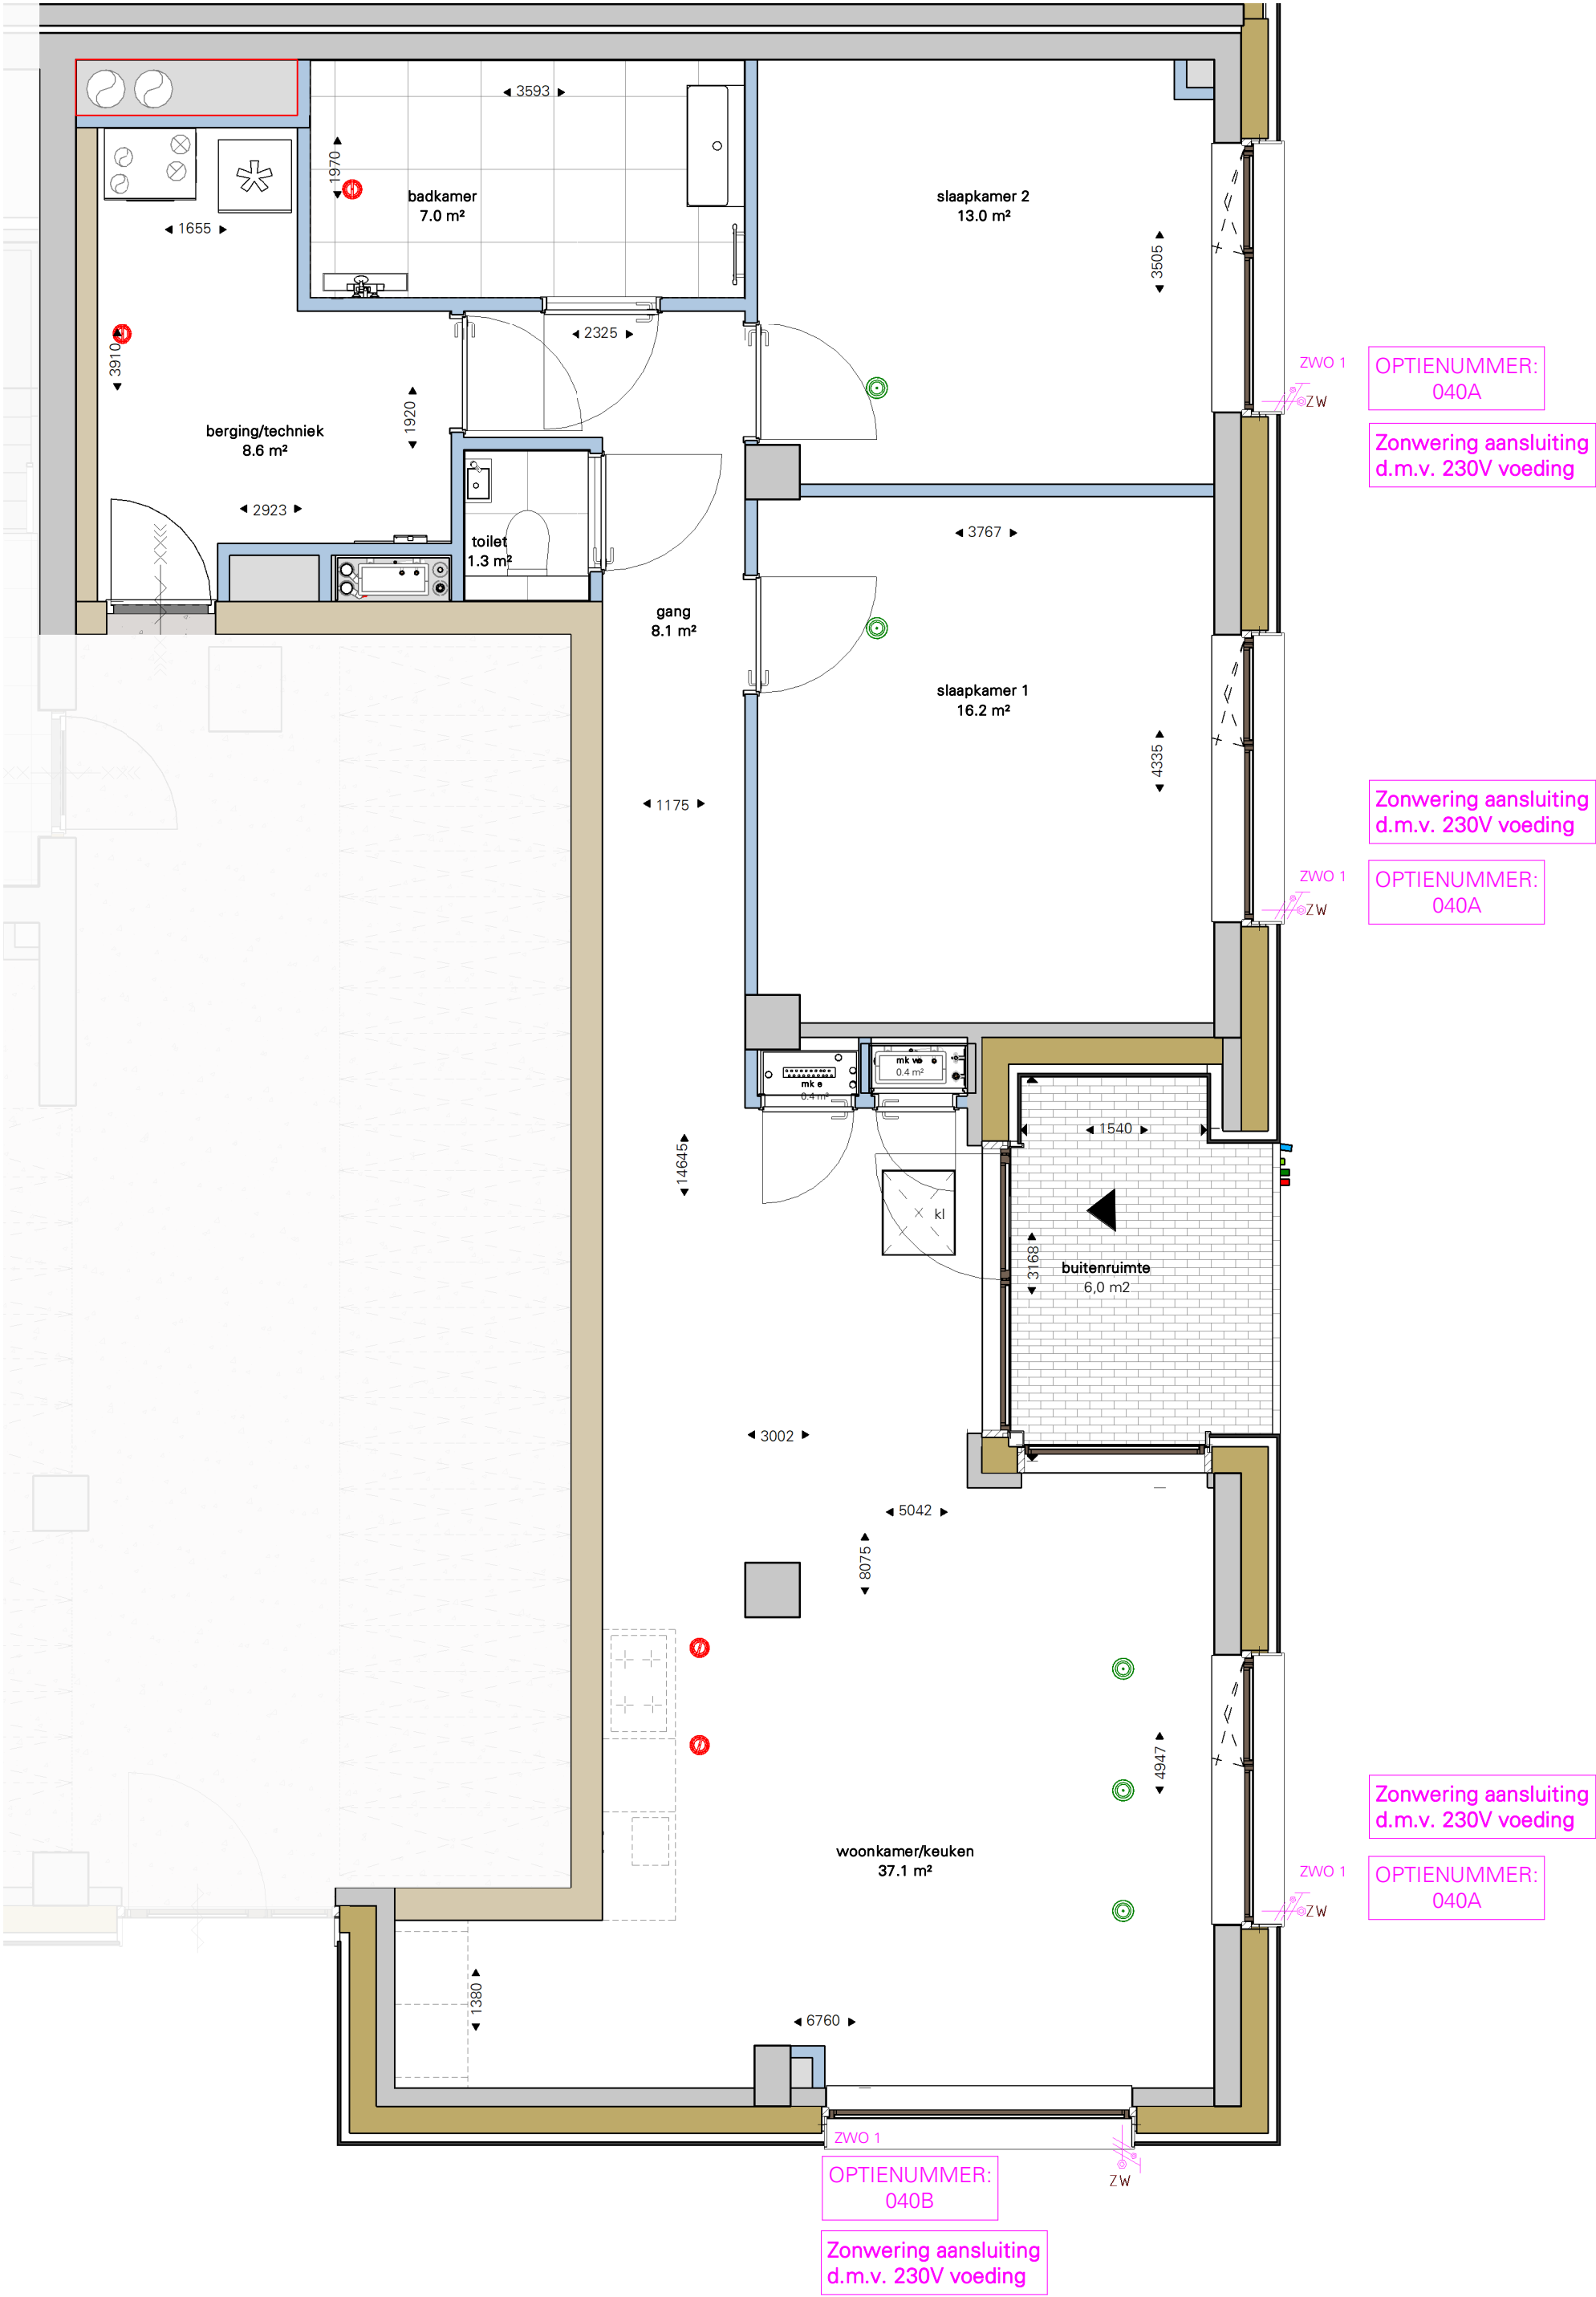 3593
1970
badkamer
7.0 m²
slaapkamer 2
13.0 m²
1655
3505
2325
3910
ZWO 1
OPTIENUMMER:
040A
ZW
1920
berging/techniek
8.6 m²
Zonwering aansluiting
d.m.v. 230V voeding
2923
3767
toilet
1.3 m²
gang
8.1 m²
slaapkamer 1
16.2 m²
4335
1175
Zonwering aansluiting
d.m.v. 230V voeding
ZWO 1
OPTIENUMMER:
040A
ZW
mk e
0.4 m²
mk we
0.4 m²
1540
14645
kl
3168
buitenruimte
6,0 m2
3002
5042
8075
4947
Zonwering aansluiting
d.m.v. 230V voeding
woonkamer/keuken
37.1 m²
ZWO 1
OPTIENUMMER:
040A
ZW
1380
6760
ZWO 1
ZW
OPTIENUMMER:
040B
Zonwering aansluiting
d.m.v. 230V voeding